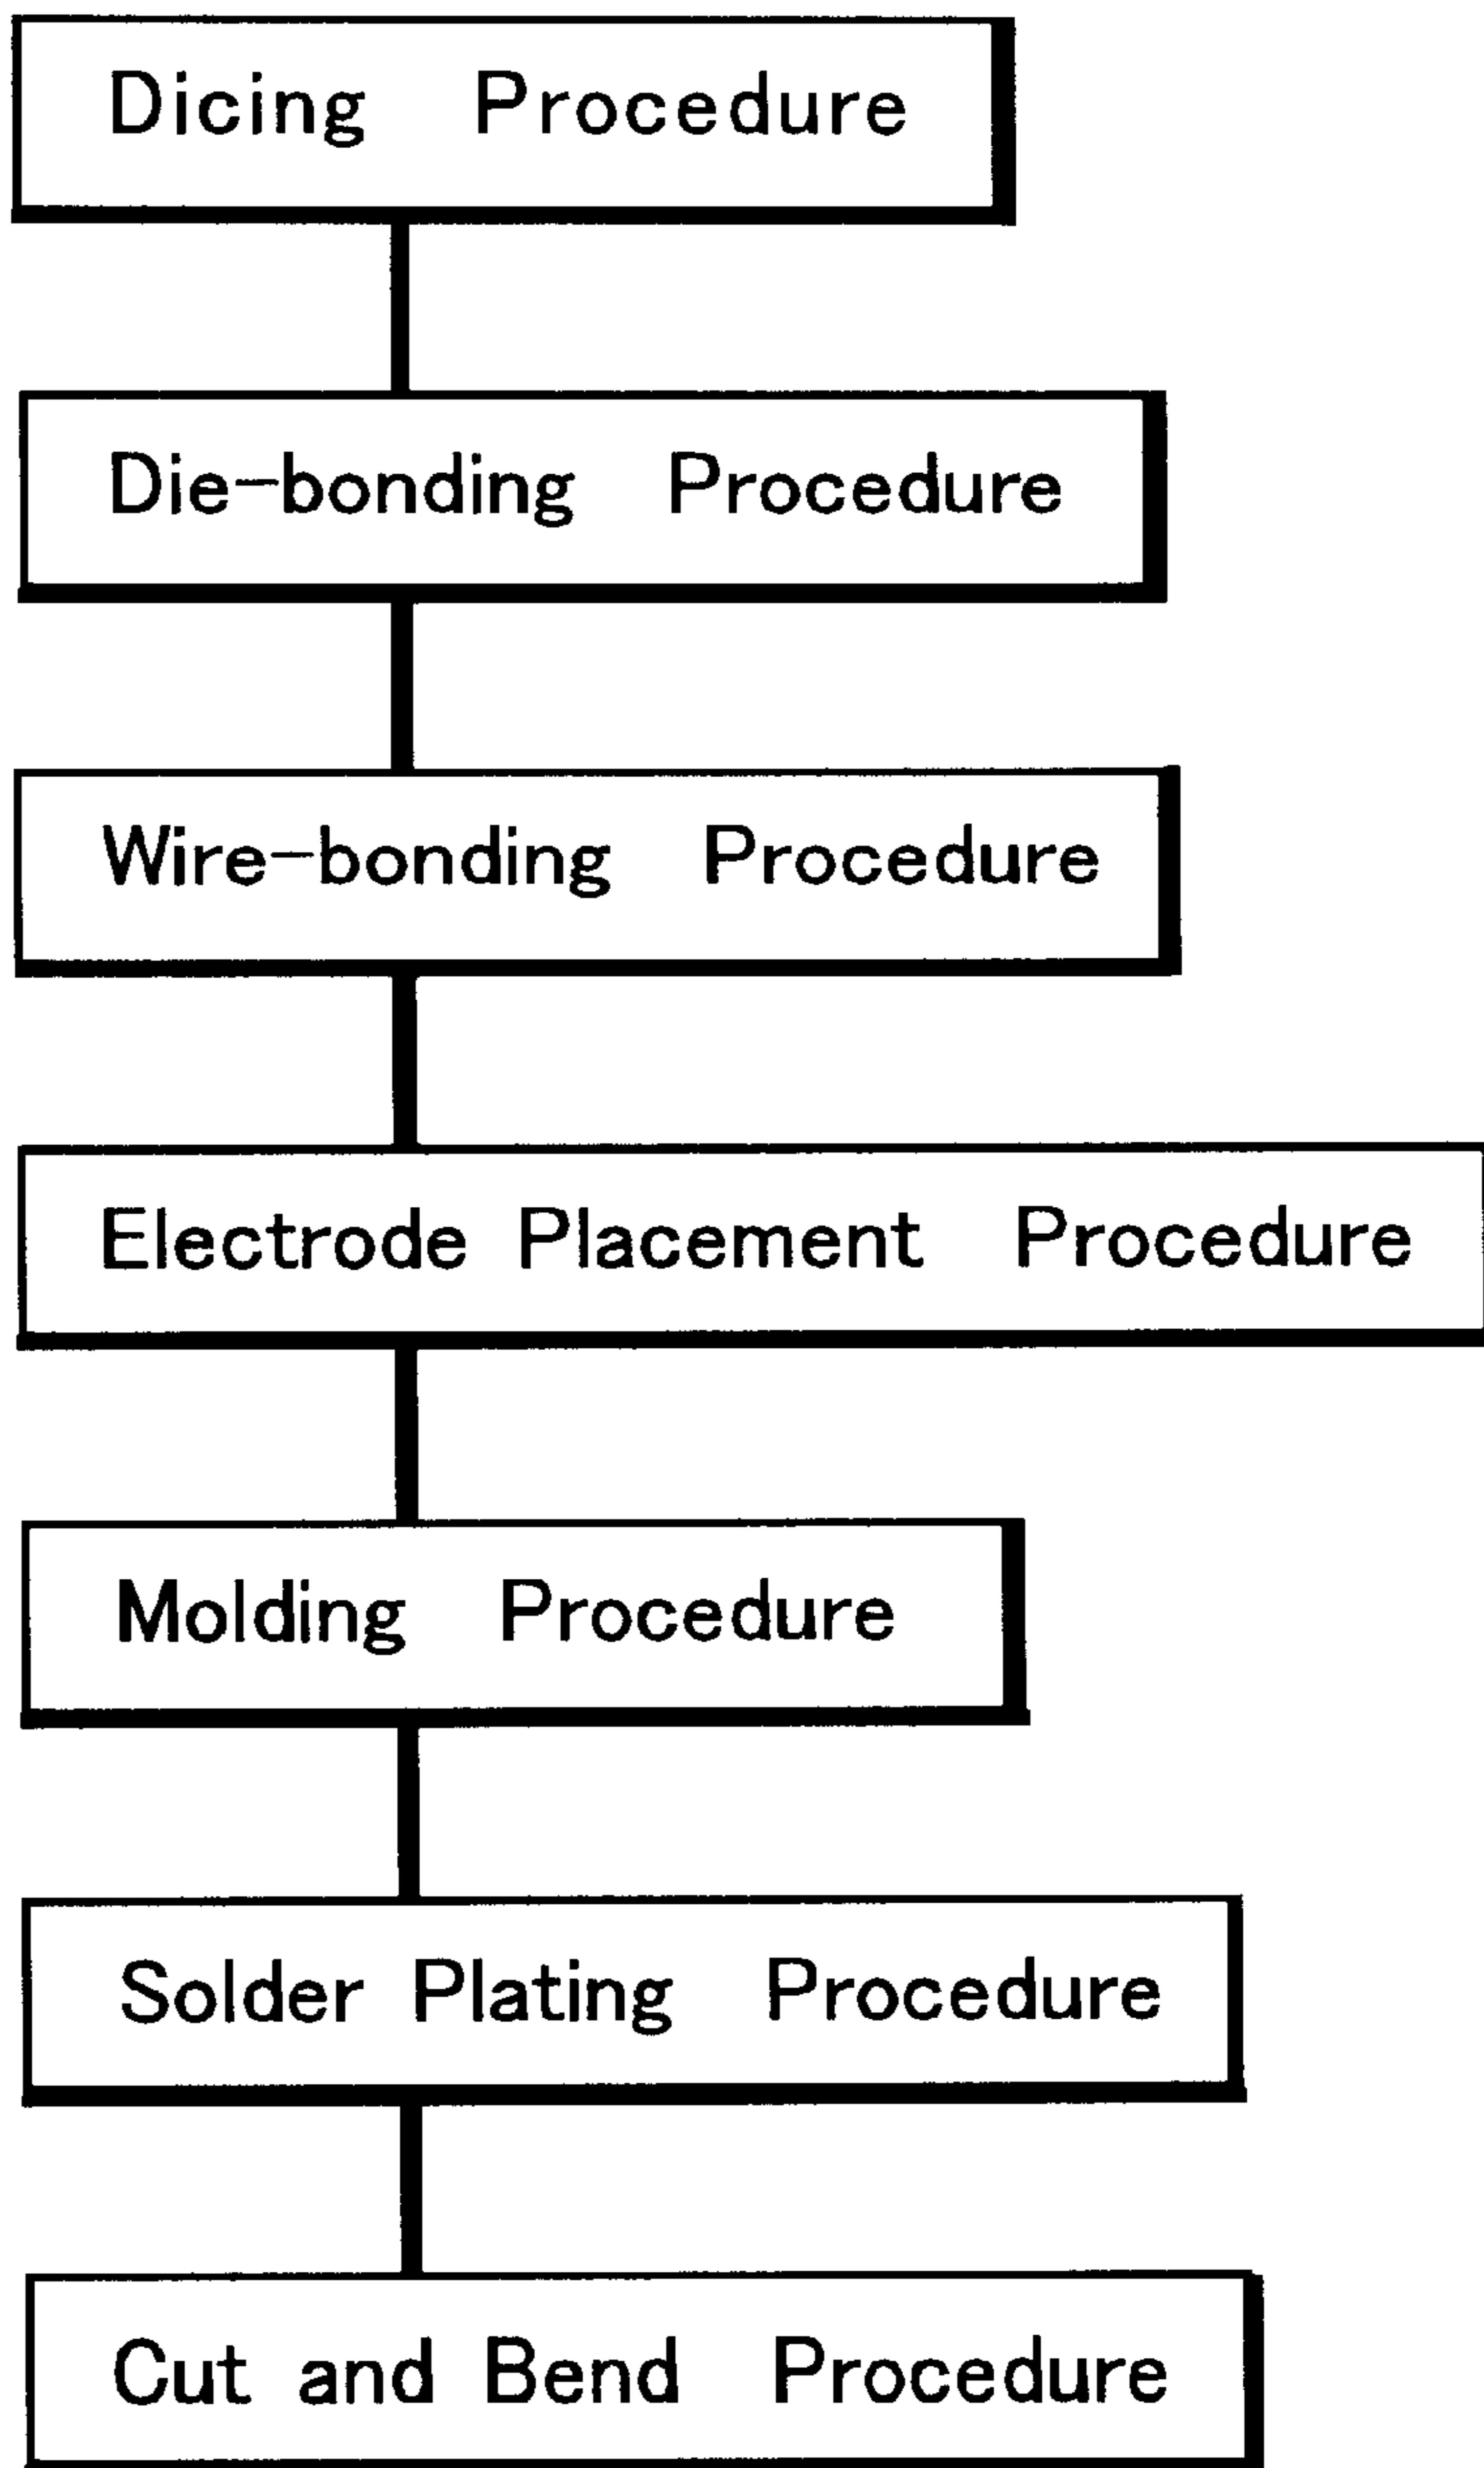 Dicing Procedure
Die-bonding Procedure
Wire-bonding Procedure
Electrode Placement Procedure
Molding Procedure
Solder Plating Procedure
Cut and Bend Procedure